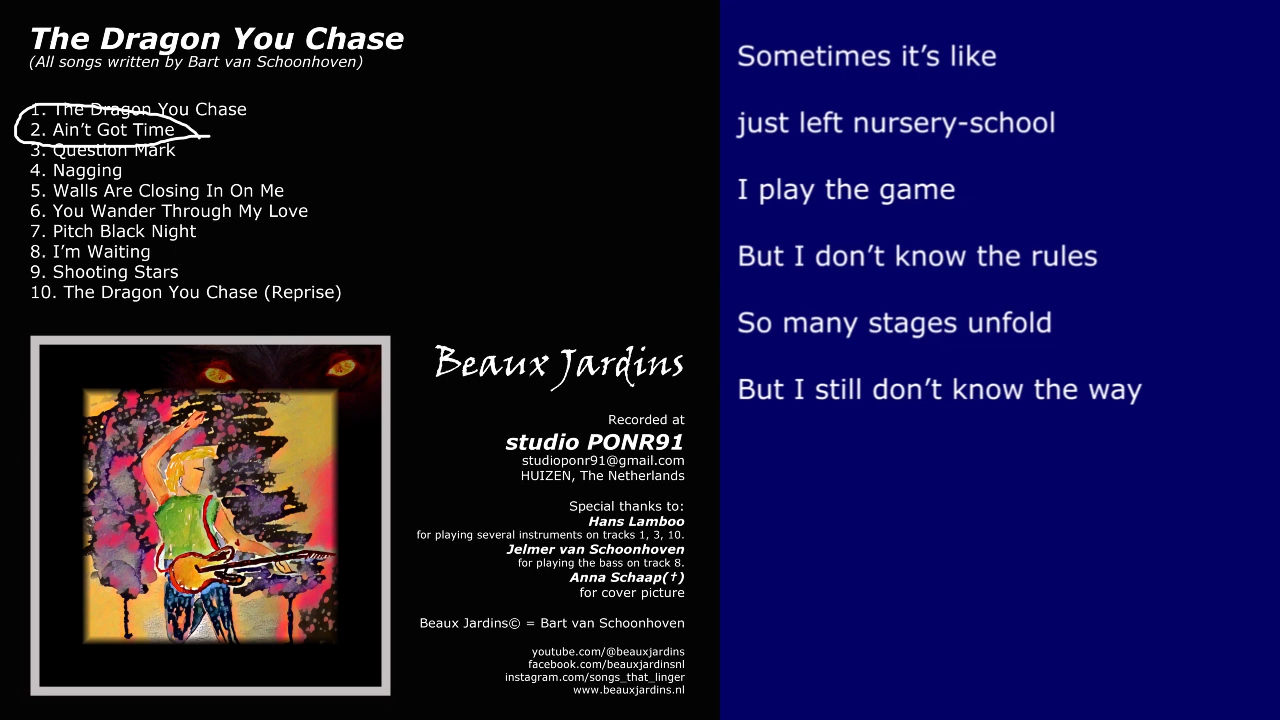 The Dragon You Chase
(All songs written by Bart van Schoonhoven)
1. The Dragon You Chase
2. Ain't Got Time
3. Question Mark
4. Nagging
5. Walls Are Closing In On Me
6. You Wander Through My Love
7. Pitch Black Night
8. I'm Waiting
9. Shooting Stars
10. The Dragon You Chase (Reprise)
Beaux Jardins
Recorded at
studio PONR91
studioponr91@gmail.com
HUIZEN, The Netherlands
Special thanks to:
Hans Lamboo
for playing several instruments on tracks 1, 3, 10.
Jelmer van Schoonhoven
for playing the bass on track 8.
Anna Schaap(†)
for cover picture
Beaux Jardins© = Bart van Schoonhoven
youtube.com/@beauxjardins
facebook.com/beauxjardinsnl
instagram.com/songs_that_linger
www.beauxjardins.nl
Sometimes it's like
just left nursery-school
I play the game
But I don't know the rules
So many stages unfold
But I still don't know the way